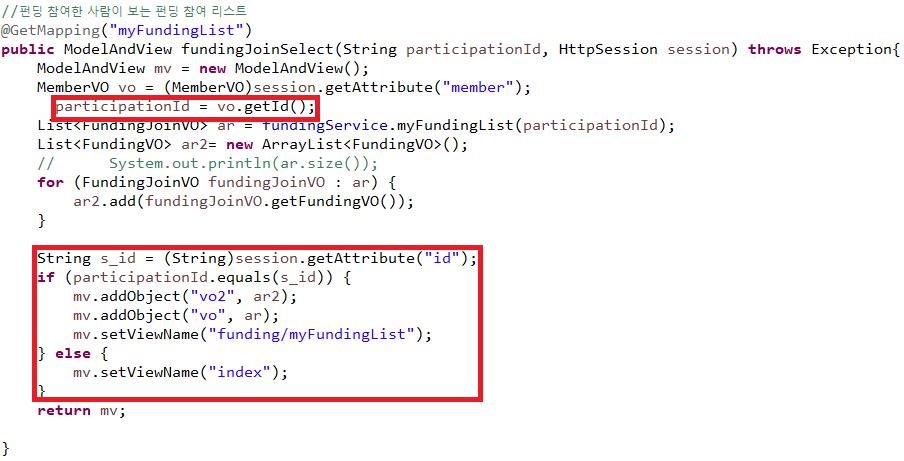 //펀딩 참여한 사람이 보는 펀딩 참여 리스트
@GetMapping("myFundingList")
public ModelAndView fundingJoinSelect(String participationId, HttpSession session) throws Exception{
    ModelAndView mv = new ModelAndView();
    MemberVO vo = (MemberVO)session.getAttribute("member");
      participationId = vo.getId();
    List<FundingJoinVO> ar = fundingService.myFundingList(participationId);
    List<FundingVO> ar2= new ArrayList<FundingVO>();
    //      System.out.println(ar.size());
    for (FundingJoinVO fundingJoinVO : ar) {
        ar2.add(fundingJoinVO.getFundingVO());
    }
    String s_id = (String)session.getAttribute("id");
    if (participationId.equals(s_id)) {
        mv.addObject("vo2", ar2);
        mv.addObject("vo", ar);
        mv.setViewName("funding/myFundingList");
    } else {
        mv.setViewName("index");
    }
    return mv;
}